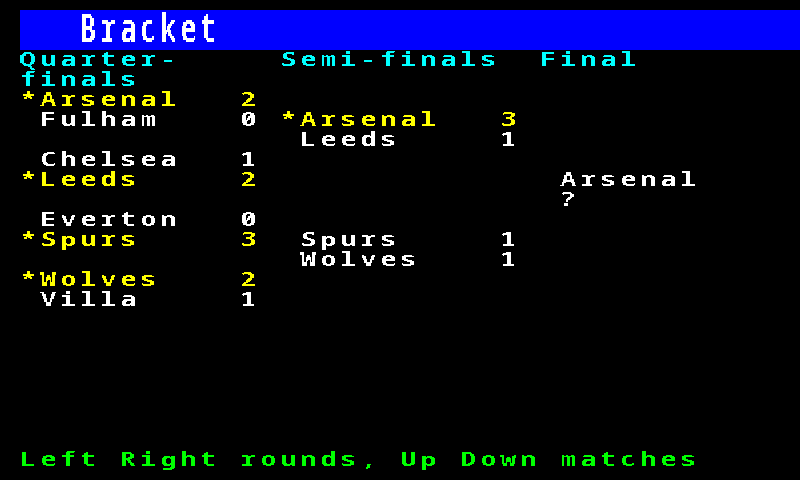 Bracket
Quarter-finals Semi-finals Final
*Arsenal 2
Fulham 0 *Arsenal 3
Leeds 1
Chelsea 1
*Leeds 2 Arsenal
?
Everton 0
*Spurs 3 Spurs 1
Wolves 1
*Wolves 2
Villa 1
Left Right rounds, Up Down matches